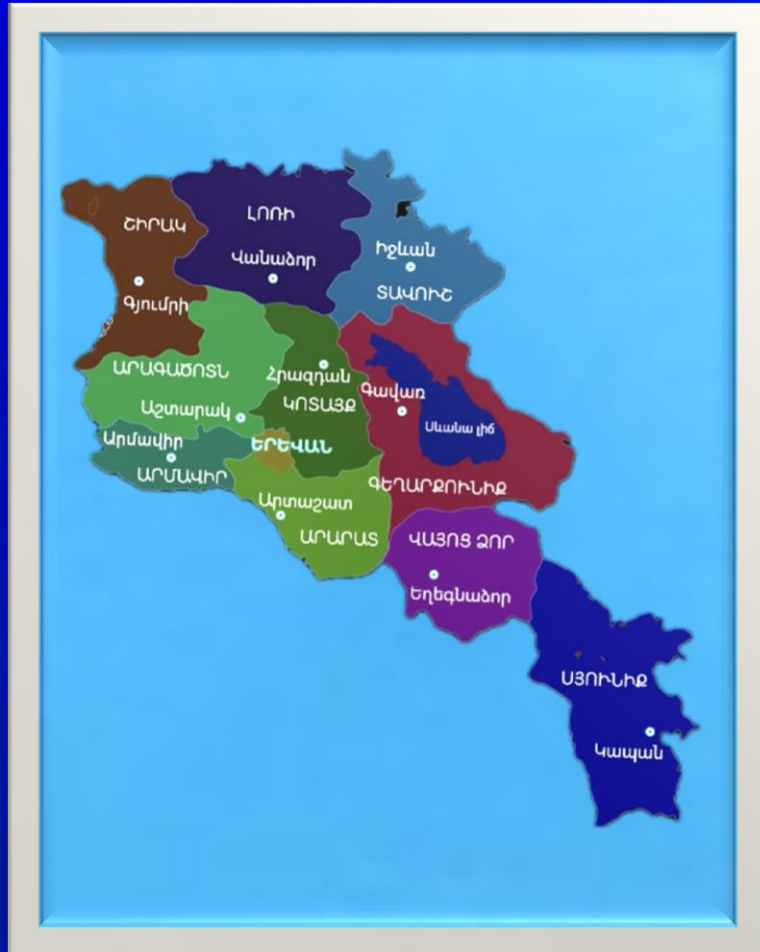 ՇԻՐԱԿ
Գյումրի
ԼՈՌԻ
Վանաձոր
Իջևան
ՏԱՎՈՒՇ
ԱՐԱԳԱԾՈՏՆ
Աշտարակ
Հրազդան
ԿՈՏԱՅՔ
Գավառ
Սևանա լիճ
ԳԵՂԱՐՔՈՒՆԻՔ
Արմավիր
ԱՐՄԱՎԻՐ
ԵՐԵՎԱՆ
Արտաշատ
ԱՐԱՐԱՏ
ՎԱՅՈՑ ՁՈՐ
Եղեգնաձոր
ՍՅՈՒՆԻՔ
Կապան